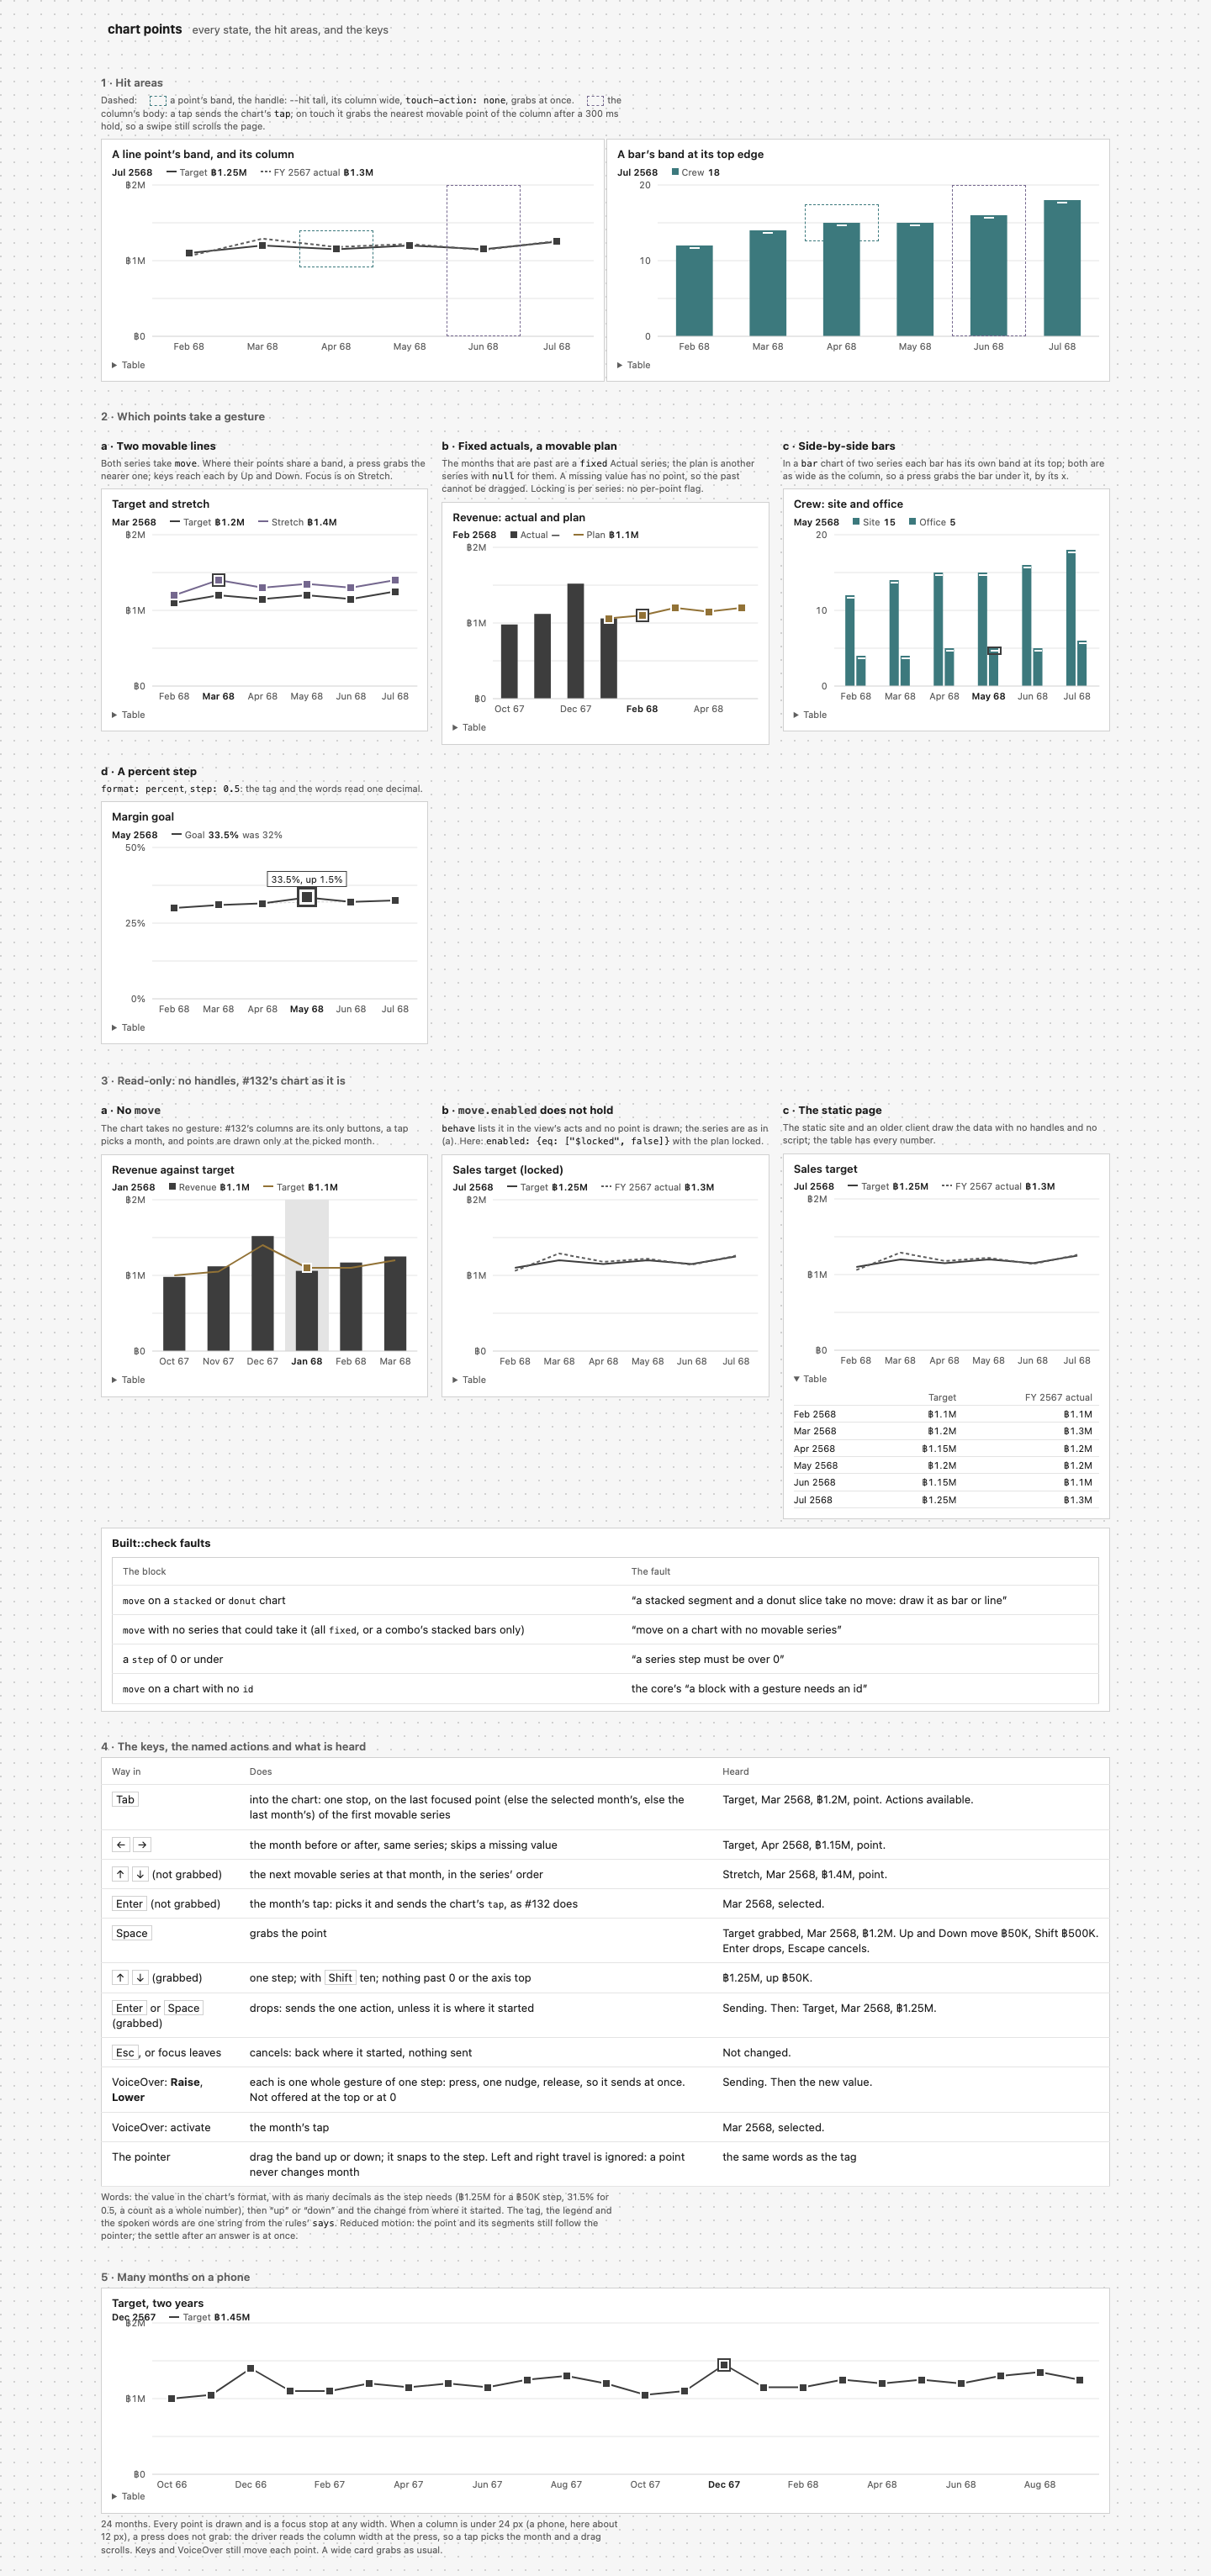 chart points every state, the hit areas, and the keys
1 · Hit areas
Dashed: a point's band, the handle: --hit tall, its column wide, touch-action: none, grabs at once. the
column's body: a tap sends the chart's tap; on touch it grabs the nearest movable point of the column after a 300 ms
hold, so a swipe still scrolls the page.
A line point's band, and its column
Jul 2568 Target ฿1.25M FY 2567 actual ฿1.3M
฿2M
฿1M
฿0
Feb 68 Mar 68 Apr 68 May 68 Jun 68 Jul 68
▶ Table
A bar's band at its top edge
Jul 2568 Crew 18
20
10
0
Feb 68 Mar 68 Apr 68 May 68 Jun 68 Jul 68
▶ Table
2 · Which points take a gesture
a · Two movable lines
Both series take move. Where their points share a band, a press grabs the
nearer one; keys reach each by Up and Down. Focus is on Stretch.
Target and stretch
Mar 2568 Target ฿1.2M Stretch ฿1.4M
฿2M
฿1M
฿0
Feb 68 Mar 68 Apr 68 May 68 Jun 68 Jul 68
▶ Table
b · Fixed actuals, a movable plan
The months that are past are a fixed Actual series; the plan is another
series with null for them. A missing value has no point, so the past
cannot be dragged. Locking is per series: no per-point flag.
Revenue: actual and plan
Feb 2568 Actual — Plan ฿1.1M
฿2M
฿1M
฿0
Oct 67 Dec 67 Feb 68 Apr 68
▶ Table
c · Side-by-side bars
In a bar chart of two series each bar has its own band at its top; both are
as wide as the column, so a press grabs the bar under it, by its x.
Crew: site and office
May 2568 Site 15 Office 5
20
10
0
Feb 68 Mar 68 Apr 68 May 68 Jun 68 Jul 68
▶ Table
d · A percent step
format: percent, step: 0.5: the tag and the words read one decimal.
Margin goal
May 2568 Goal 33.5% was 32%
50%
33.5%, up 1.5%
25%
0%
Feb 68 Mar 68 Apr 68 May 68 Jun 68 Jul 68
▶ Table
3 · Read-only: no handles, #132's chart as it is
a · No move
The chart takes no gesture: #132's columns are its only buttons, a tap
picks a month, and points are drawn only at the picked month.
Revenue against target
Jan 2568 Revenue ฿1.1M Target ฿1.1M
฿2M
฿1M
฿0
Oct 67 Nov 67 Dec 67 Jan 68 Feb 68 Mar 68
▶ Table
b · move.enabled does not hold
behave lists it in the view's acts and no point is drawn; the series are as in
(a). Here: enabled: {eq: ["$locked", false]} with the plan locked.
Sales target (locked)
Jul 2568 Target ฿1.25M FY 2567 actual ฿1.3M
฿2M
฿1M
฿0
Feb 68 Mar 68 Apr 68 May 68 Jun 68 Jul 68
▶ Table
c · The static page
The static site and an older client draw the data with no handles and no
script; the table has every number.
Sales target
Jul 2568 Target ฿1.25M FY 2567 actual ฿1.3M
฿2M
฿1M
฿0
Feb 68 Mar 68 Apr 68 May 68 Jun 68 Jul 68
▼ Table
Target FY 2567 actual
Feb 2568 ฿1.1M ฿1.1M
Mar 2568 ฿1.2M ฿1.3M
Apr 2568 ฿1.15M ฿1.2M
May 2568 ฿1.2M ฿1.2M
Jun 2568 ฿1.15M ฿1.1M
Jul 2568 ฿1.25M ฿1.3M
Built::check faults
The block The fault
move on a stacked or donut chart “a stacked segment and a donut slice take no move: draw it as bar or line”
move with no series that could take it (all fixed, or a combo's stacked bars only) “move on a chart with no movable series”
a step of 0 or under “a series step must be over 0”
move on a chart with no id the core's “a block with a gesture needs an id”
4 · The keys, the named actions and what is heard
Way in Does Heard
Tab into the chart: one stop, on the last focused point (else the selected month's, else the Target, Mar 2568, ฿1.2M, point. Actions available.
last month's) of the first movable series
← → the month before or after, same series; skips a missing value Target, Apr 2568, ฿1.15M, point.
↑ ↓ (not grabbed) the next movable series at that month, in the series' order Stretch, Mar 2568, ฿1.4M, point.
Enter (not grabbed) the month's tap: picks it and sends the chart's tap, as #132 does Mar 2568, selected.
Space grabs the point Target grabbed, Mar 2568, ฿1.2M. Up and Down move ฿50K, Shift ฿500K.
Enter drops, Escape cancels.
↑ ↓ (grabbed) one step; with Shift ten; nothing past 0 or the axis top ฿1.25M, up ฿50K.
Enter or Space drops: sends the one action, unless it is where it started Sending. Then: Target, Mar 2568, ฿1.25M.
(grabbed)
Esc, or focus leaves cancels: back where it started, nothing sent Not changed.
VoiceOver: Raise, each is one whole gesture of one step: press, one nudge, release, so it sends at once. Sending. Then the new value.
Lower Not offered at the top or at 0
VoiceOver: activate the month's tap Mar 2568, selected.
The pointer drag the band up or down; it snaps to the step. Left and right travel is ignored: a point the same words as the tag
never changes month
Words: the value in the chart's format, with as many decimals as the step needs (฿1.25M for a ฿50K step, 31.5% for
0.5, a count as a whole number), then “up” or “down” and the change from where it started. The tag, the legend and
the spoken words are one string from the rules' says. Reduced motion: the point and its segments still follow the
pointer; the settle after an answer is at once.
5 · Many months on a phone
Target, two years
Dec 2567 Target ฿1.45M
฿2M
฿1M
฿0
Oct 66 Dec 66 Feb 67 Apr 67 Jun 67 Aug 67 Oct 67 Dec 67 Feb 68 Apr 68 Jun 68 Aug 68
▶ Table
24 months. Every point is drawn and is a focus stop at any width. When a column is under 24 px (a phone, here about
12 px), a press does not grab: the driver reads the column width at the press, so a tap picks the month and a drag
scrolls. Keys and VoiceOver still move each point. A wide card grabs as usual.